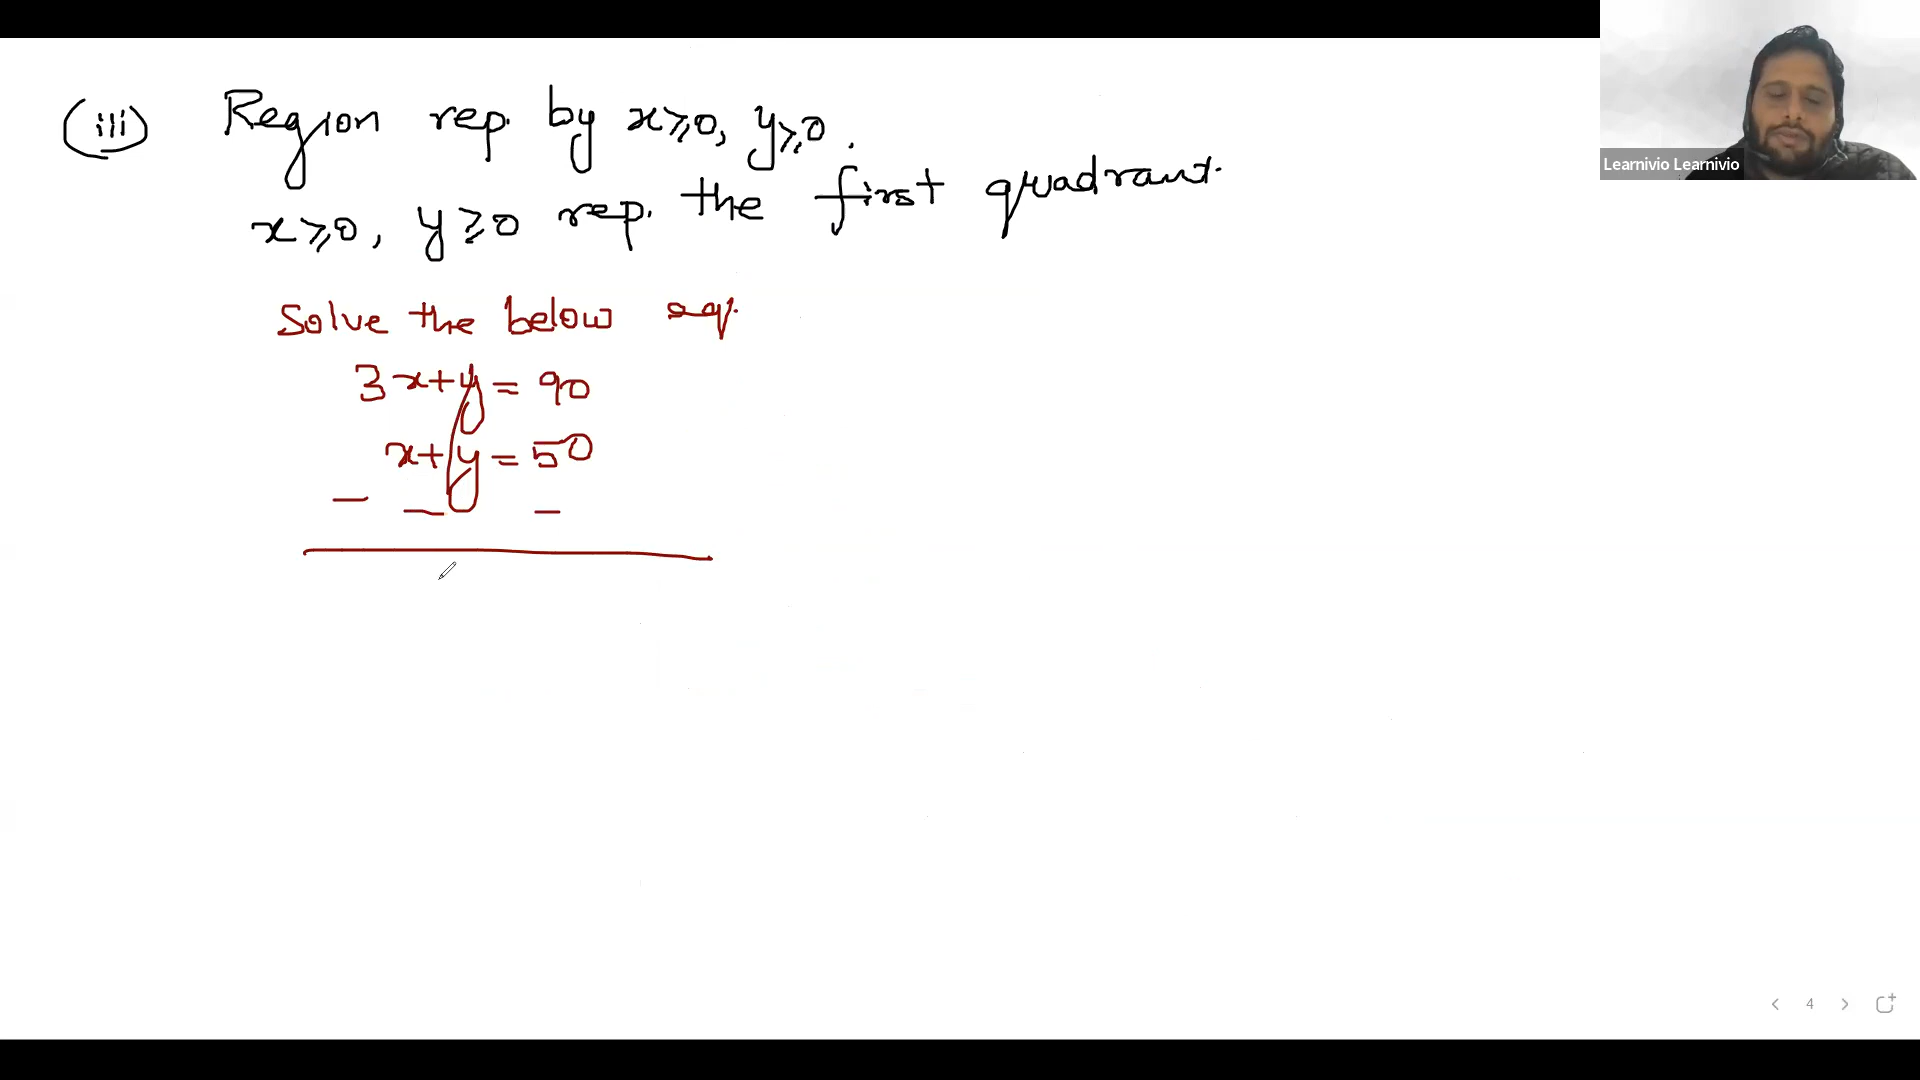 (iii) Region rep. by x⩾0, y⩾0.
x⩾0, y⩾0 rep. the first quadrant.
Solve the below eq.
3x+y = 90
x+y = 50
— — —
Learnivio Learnivio
4